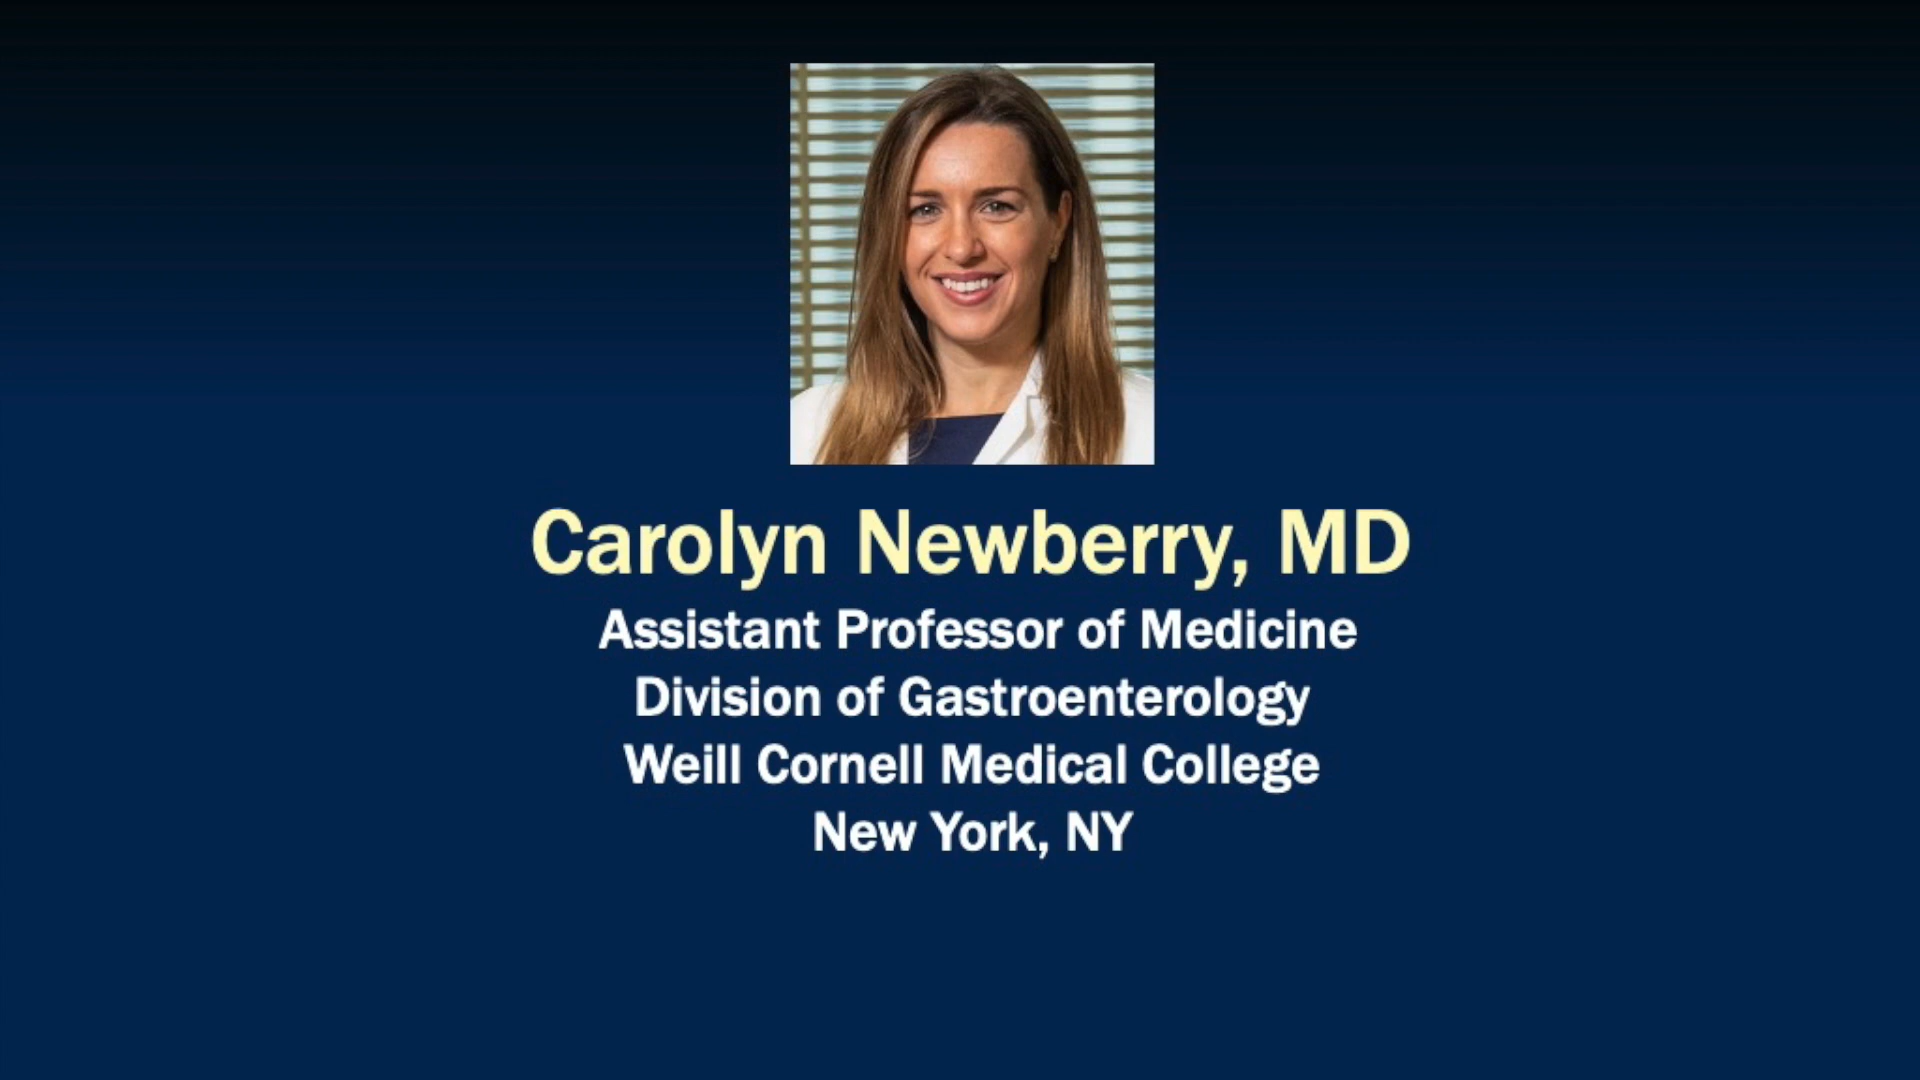 Carolyn Newberry, MD
Assistant Professor of Medicine
Division of Gastroenterology
Weill Cornell Medical College
New York, NY